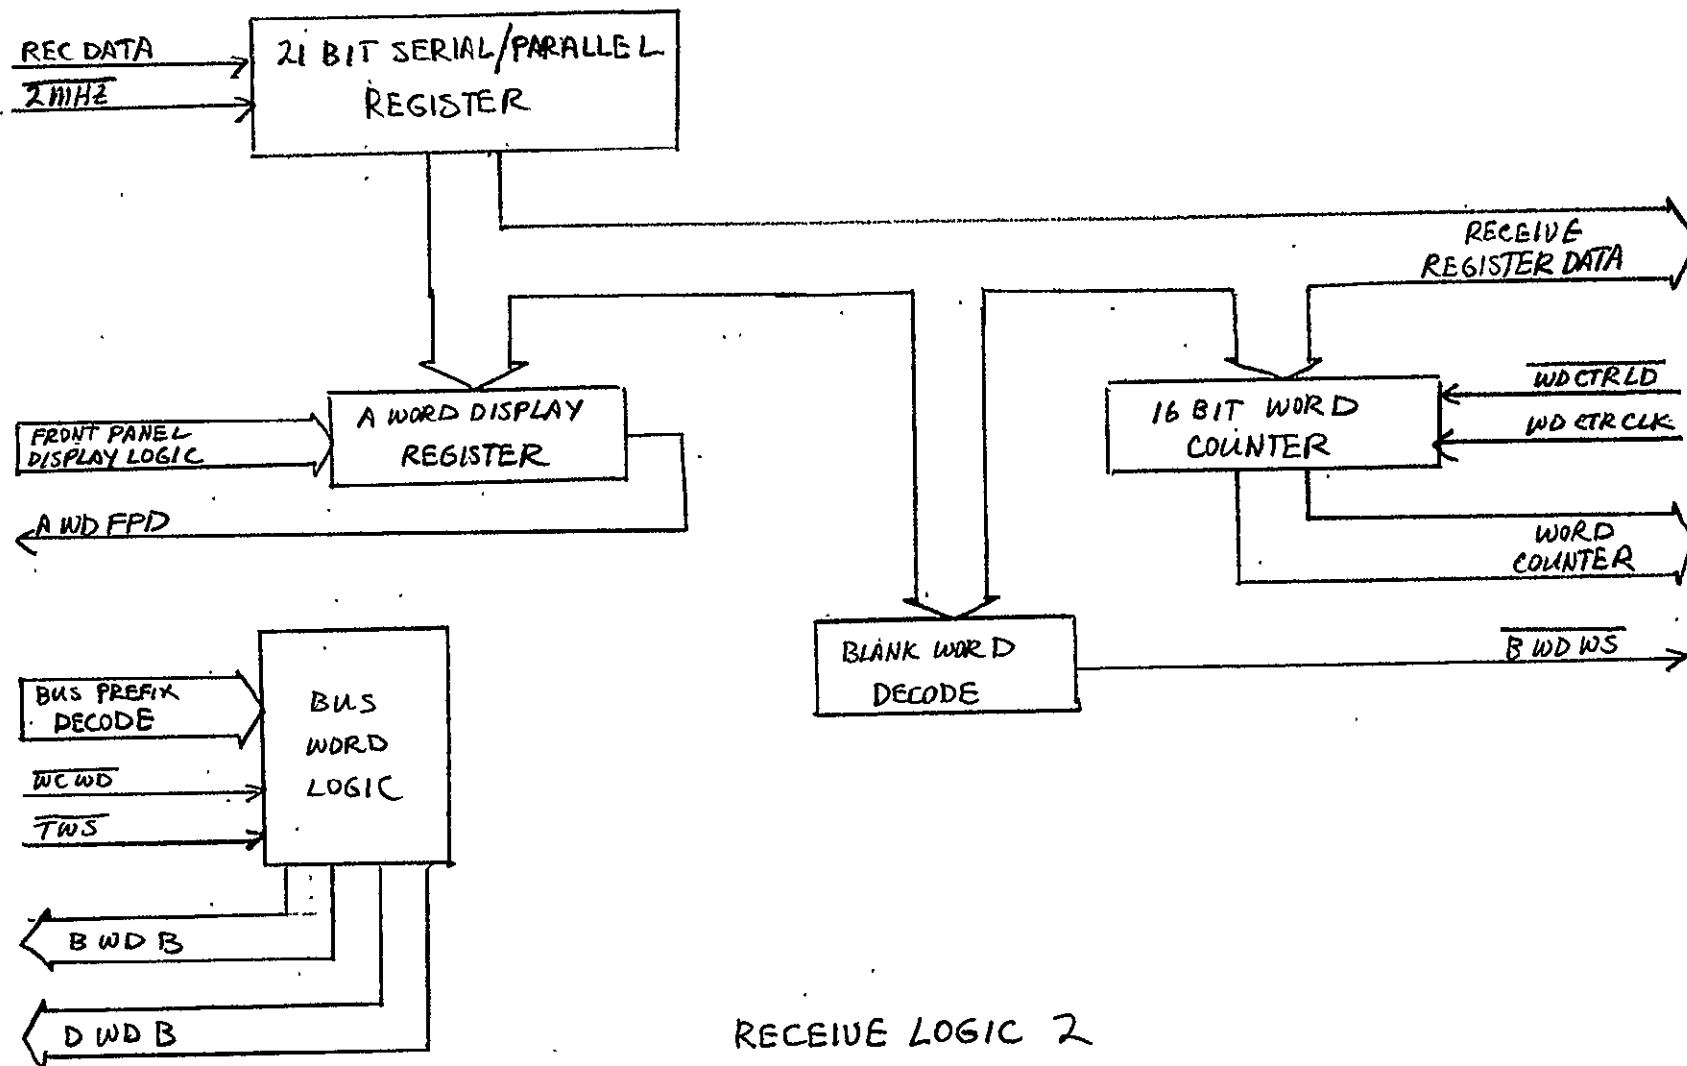 REC DATA
2MHZ
21 BIT SERIAL/PARALLEL
REGISTER
RECEIVE
REGISTER DATA
FRONT PANEL
DISPLAY LOGIC
A WORD DISPLAY
REGISTER
A WD FPD
16 BIT WORD
COUNTER
WD CTR LD
WD CTR CLK
WORD
COUNTER
BUS PREFIX
DECODE
WC WD
TWS
BUS
WORD
LOGIC
BLANK WORD
DECODE
B WD WS
B WD B
D WD B
RECEIVE LOGIC 2